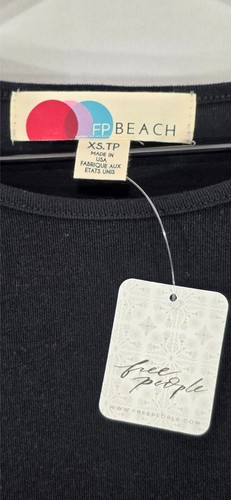 FP BEACH
XS.TP
MADE IN
USA
FABRIQUE AUX
ETATS UNIS
free
people
WWW.FREEPEOPLE.COM